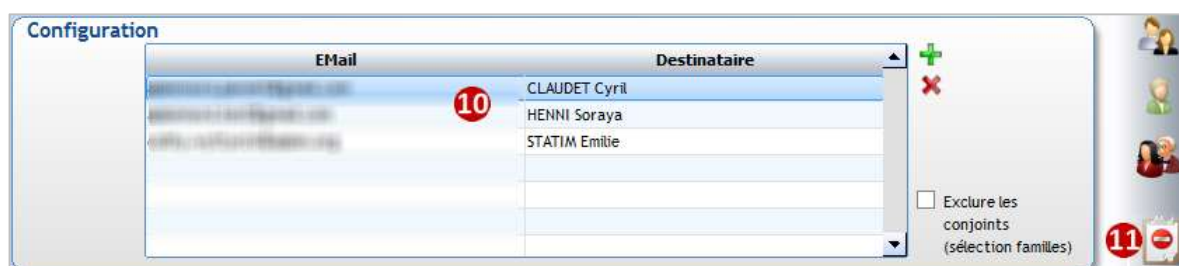 Configuration
EMail Destinataire
CLAUDET Cyril
10
HENNI Soraya
STATIM Emilie
Exclure les
conjoints
(sélection familles)
11